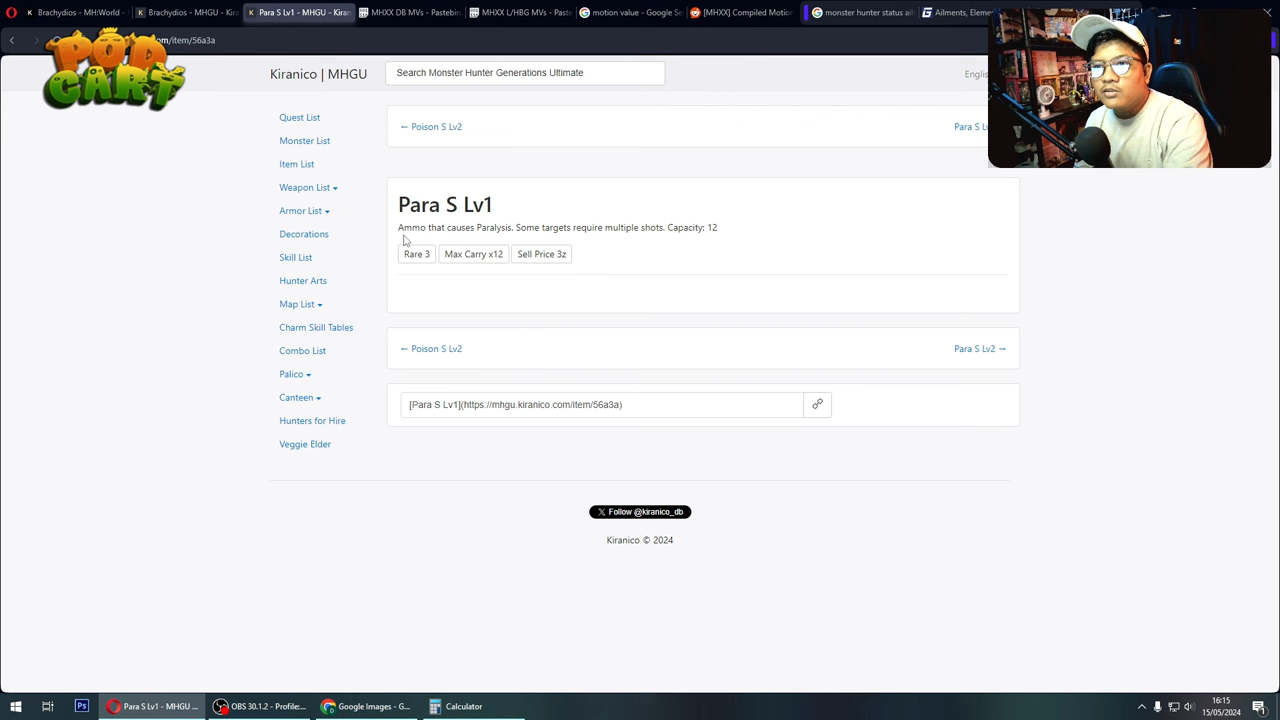 Brachydios - MH:World
Brachydios - MHGU - Kira
Para S Lv1 - MHGU - Kiran
MHXX DB MVs - Pastebin
MHXX L/HBG MVs - Paste
motion value - Google Se
[MHXX] Compiled Motion
monster hunter status ail
Ailments, Elemen
om/item/56a3a
POD
CART
Kiranico | MHGU
Search Monster Hunter Generations Ultimate
Englis
Quest List
Monster List
Item List
Weapon List
Armor List
Decorations
Skill List
Hunter Arts
Map List
Charm Skill Tables
Combo List
Palico
Canteen
Hunters for Hire
Veggie Elder
← Poison S Lv2
Para S Lv
Para S Lv1
Ammo that causes Paralysis. Some targets require multiple shots. Capacity: 12
Rare 3
Max Carry x12
Sell Price 3z
← Poison S Lv2
Para S Lv2 →
[Para S Lv1](https://mhgu.kiranico.com/item/56a3a)
X Follow @kiranico_db
Kiranico © 2024
Ps
Para S Lv1 - MHGU ...
OBS 30.1.2 - Profile:...
Google Images - G...
Calculator
16:15
15/05/2024